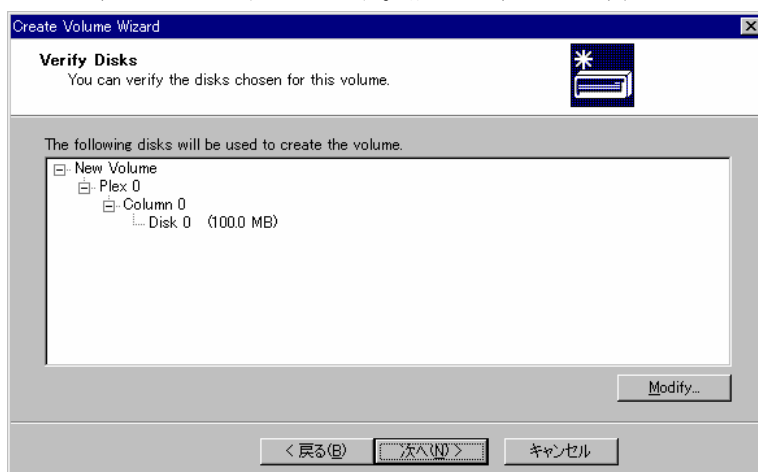 Create Volume Wizard
Verify Disks
You can verify the disks chosen for this volume.
The following disks will be used to create the volume.
New Volume
Plex 0
Column 0
Disk 0 (100.0 MB)
Modify...
< 戻る(B) 次へ(N) > キャンセル